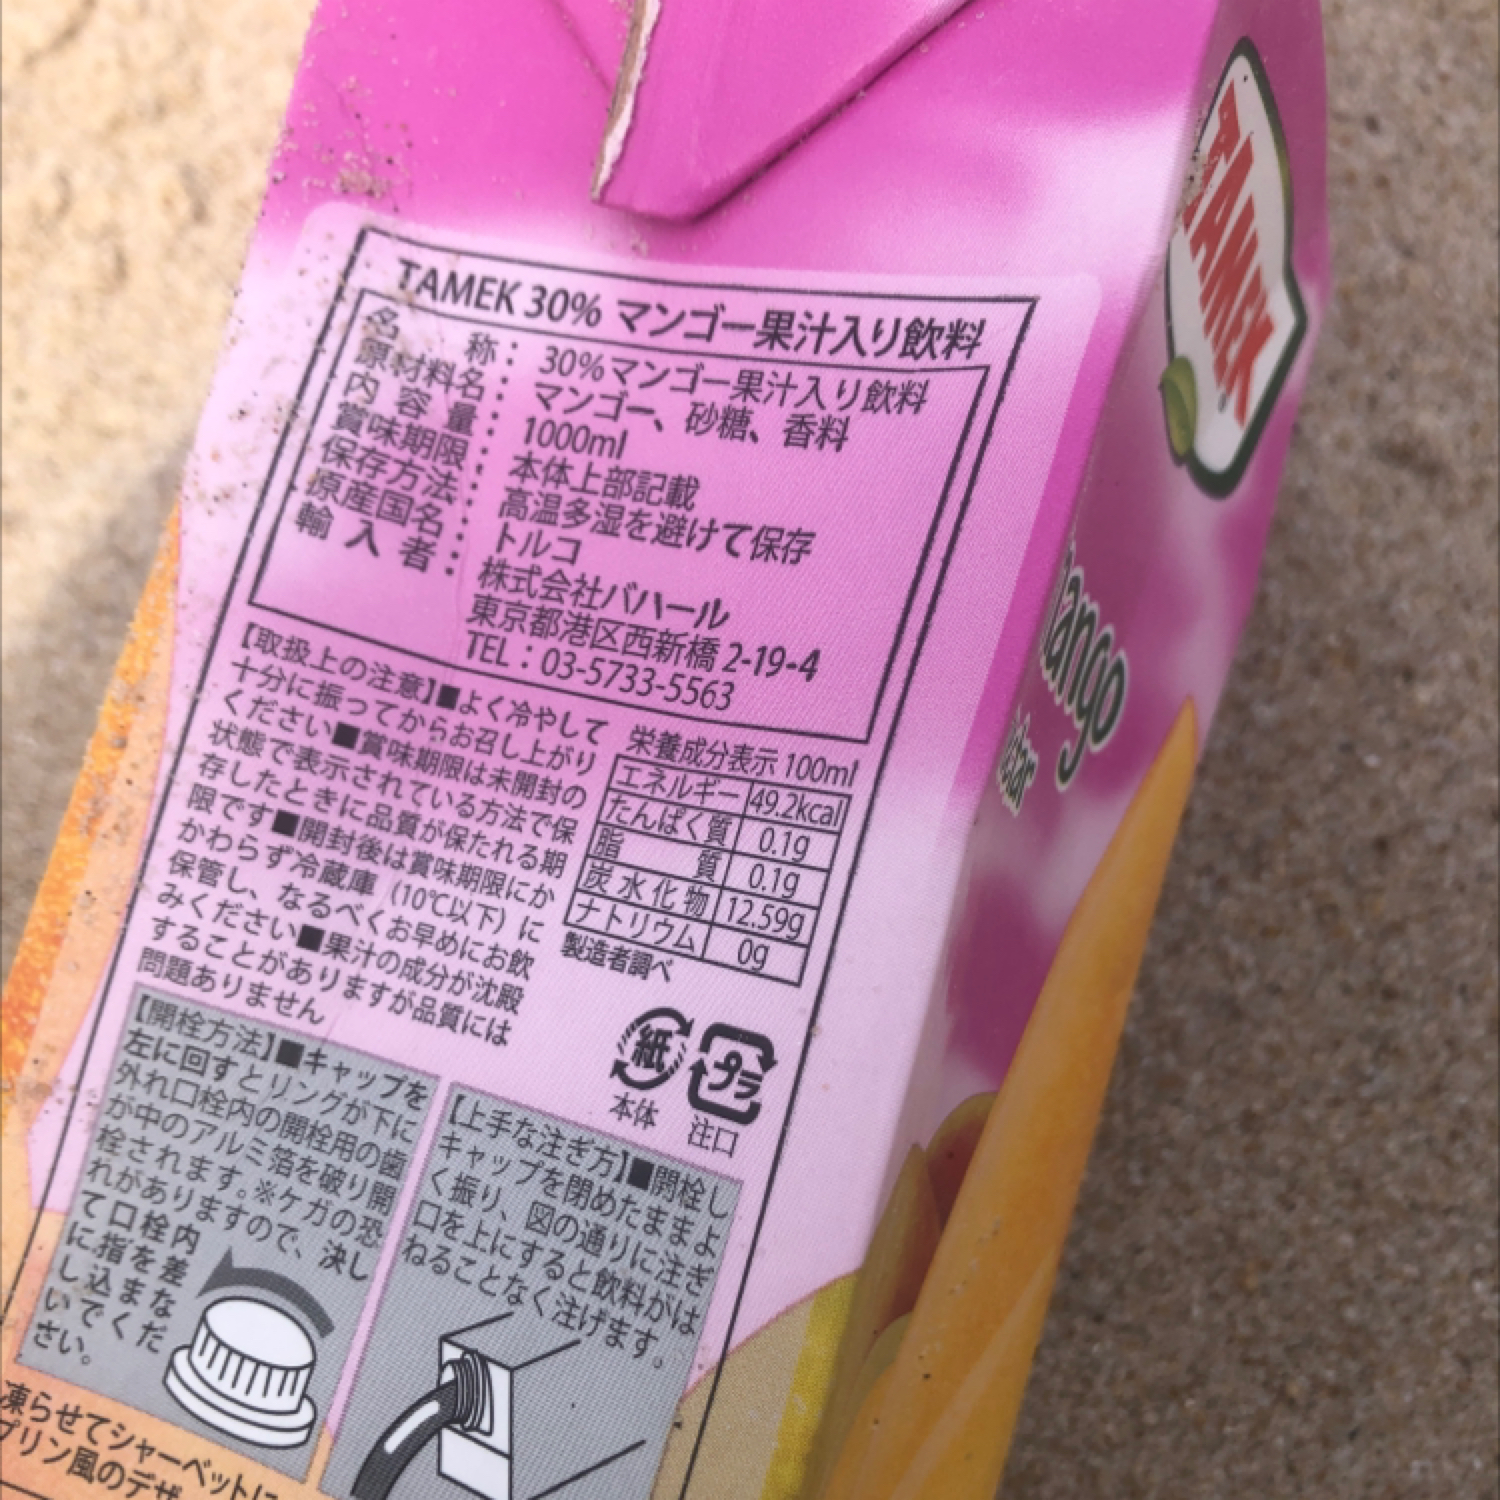 TAMEK 30% マンゴー果汁入り飲料
名称：30%マンゴー果汁入り飲料
原材料名：マンゴー、砂糖、香料
内容量：1000ml
賞味期限：本体上部記載
保存方法：高温多湿を避けて保存
原産国名：トルコ
輸入者：株式会社バハール
東京都港区西新橋 2-19-4
TEL：03-5733-5563
【取扱上の注意】■よく冷やして
十分に振ってからお召し上がり
ください■賞味期限は未開封の
状態で表示されている方法で保
存したときに品質が保たれる期
限です■開封後は賞味期限にか
かわらず冷蔵庫（10℃以下）に
保管し、なるべくお早めにお飲
みください■果汁の成分が沈殿
することがありますが品質には
問題ありません
栄養成分表示 100ml
エネルギー 49.2kcal
たんぱく質 0.1g
脂質 0.1g
炭水化物 12.59g
ナトリウム 0g
製造者調べ
紙 プラ
本体 注口
【開栓方法】■キャップを
左に回すとリングが下に
外れ口栓内の開栓用の歯
が中のアルミ箔を破り開
栓されます。※ケガの恐
れがありますので、決し
て口栓内
に指を差
し込まな
いでくだ
さい。
【上手な注ぎ方】■開栓し
キャップを閉めたままよ
く振り、図の通りに注ぎ
口を上にすると飲料がは
ねることなく注げます。
凍らせてシャーベットに
プリン風のデザ
TAMEK
ango
ctar